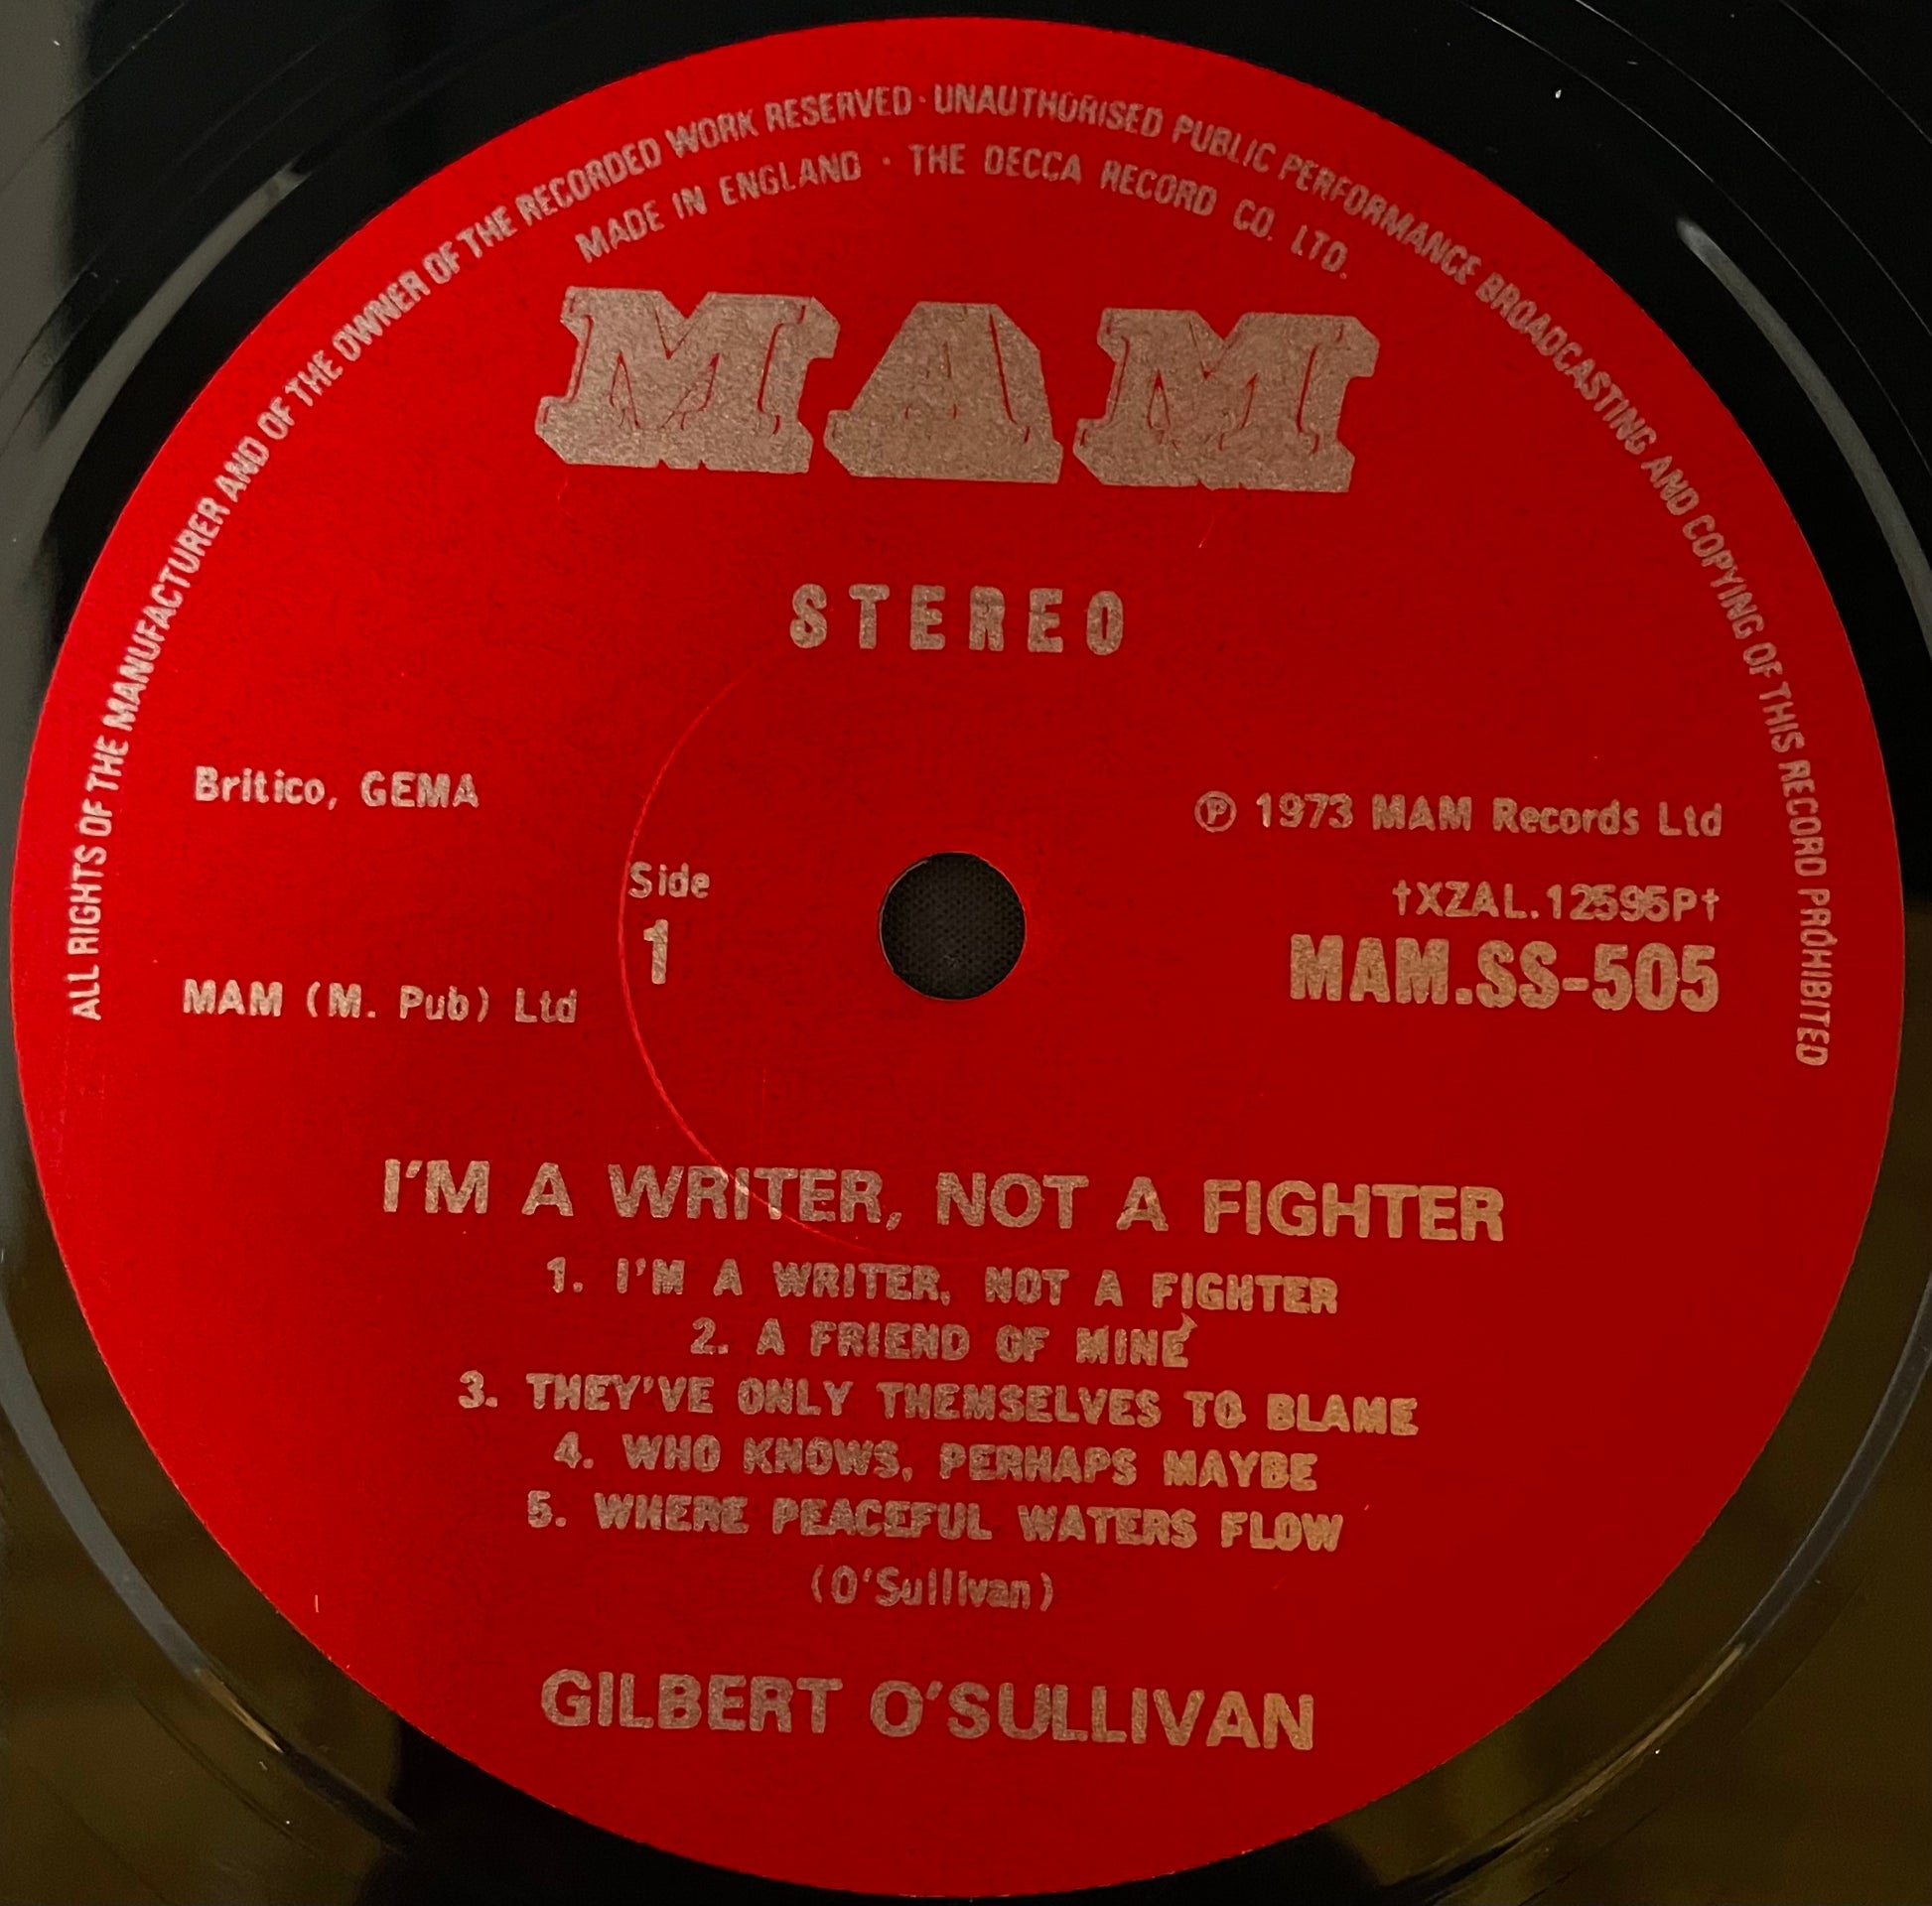 ALL RIGHTS OF THE MANUFACTURER AND OF THE OWNER OF THE RECORDED WORK RESERVED · UNAUTHORISED PUBLIC PERFORMANCE BROADCASTING AND COPYING OF THIS RECORD PROHIBITED
MADE IN ENGLAND · THE DECCA RECORD CO. LTD.
MAM
STEREO
Britico, GEMA
℗ 1973 MAM Records Ltd
Side
1
†XZAL.12595P†
MAM.SS-505
MAM (M. Pub) Ltd
I'M A WRITER, NOT A FIGHTER
1. I'M A WRITER, NOT A FIGHTER
2. A FRIEND OF MINE
3. THEY'VE ONLY THEMSELVES TO BLAME
4. WHO KNOWS, PERHAPS MAYBE
5. WHERE PEACEFUL WATERS FLOW
(O'Sullivan)
GILBERT O'SULLIVAN